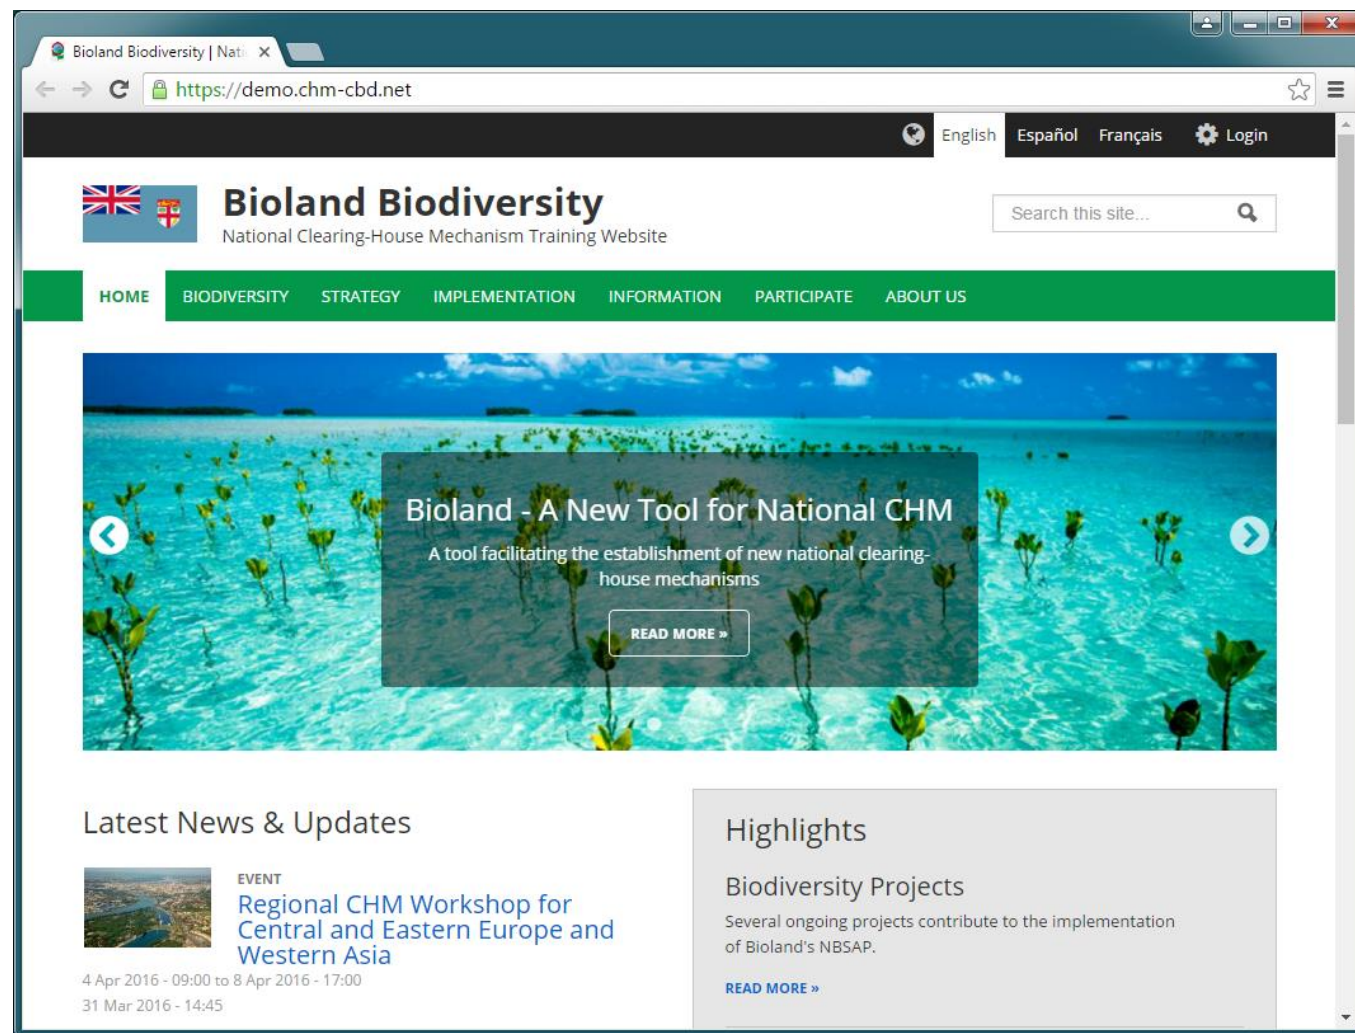 Bioland Biodiversity | Nati
https://demo.chm-cbd.net
English Español Français Login
Bioland Biodiversity
National Clearing-House Mechanism Training Website
Search this site...
HOME BIODIVERSITY STRATEGY IMPLEMENTATION INFORMATION PARTICIPATE ABOUT US
Bioland - A New Tool for National CHM
A tool facilitating the establishment of new national clearing-
house mechanisms
READ MORE »
Latest News & Updates
EVENT
Regional CHM Workshop for
Central and Eastern Europe and
Western Asia
4 Apr 2016 - 09:00 to 8 Apr 2016 - 17:00
31 Mar 2016 - 14:45
Highlights
Biodiversity Projects
Several ongoing projects contribute to the implementation
of Bioland's NBSAP.
READ MORE »